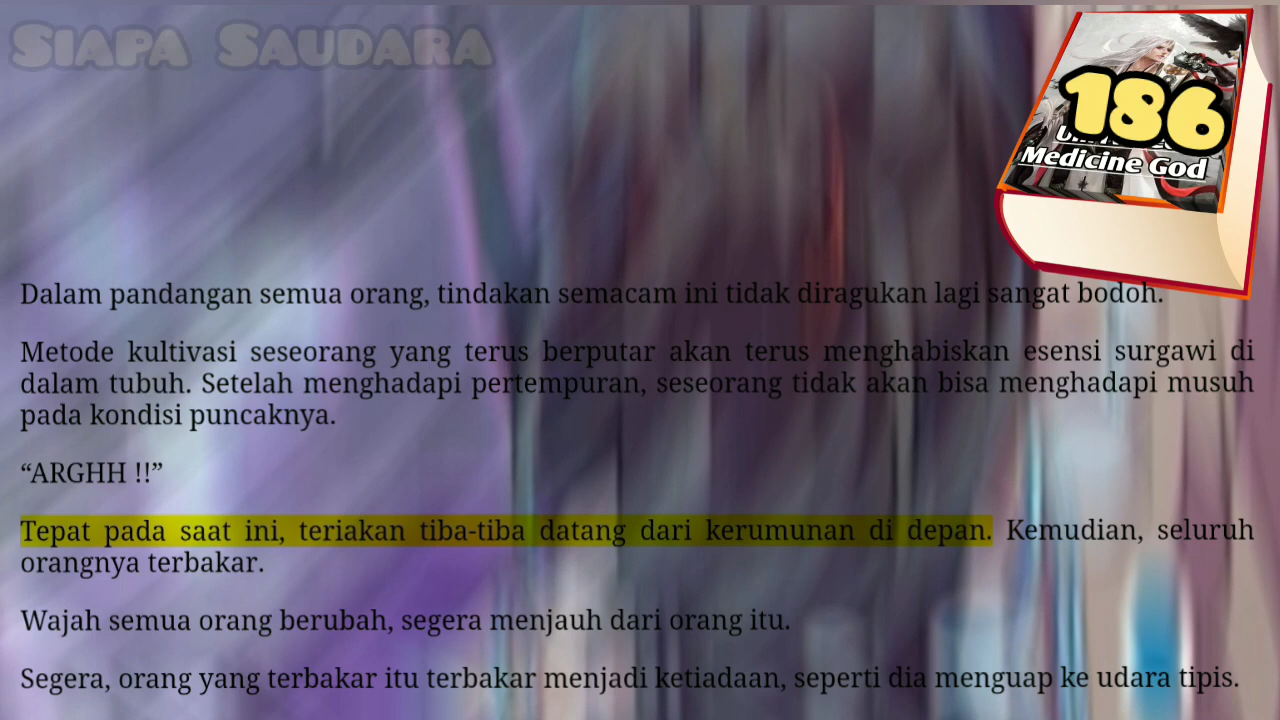 Siapa Saudara
186
Medicine God
Dalam pandangan semua orang, tindakan semacam ini tidak diragukan lagi sangat bodoh.
Metode kultivasi seseorang yang terus berputar akan terus menghabiskan esensi surgawi di
dalam tubuh. Setelah menghadapi pertempuran, seseorang tidak akan bisa menghadapi musuh
pada kondisi puncaknya.
“ARGHH !!”
Tepat pada saat ini, teriakan tiba-tiba datang dari kerumunan di depan. Kemudian, seluruh
orangnya terbakar.
Wajah semua orang berubah, segera menjauh dari orang itu.
Segera, orang yang terbakar itu terbakar menjadi ketiadaan, seperti dia menguap ke udara tipis.